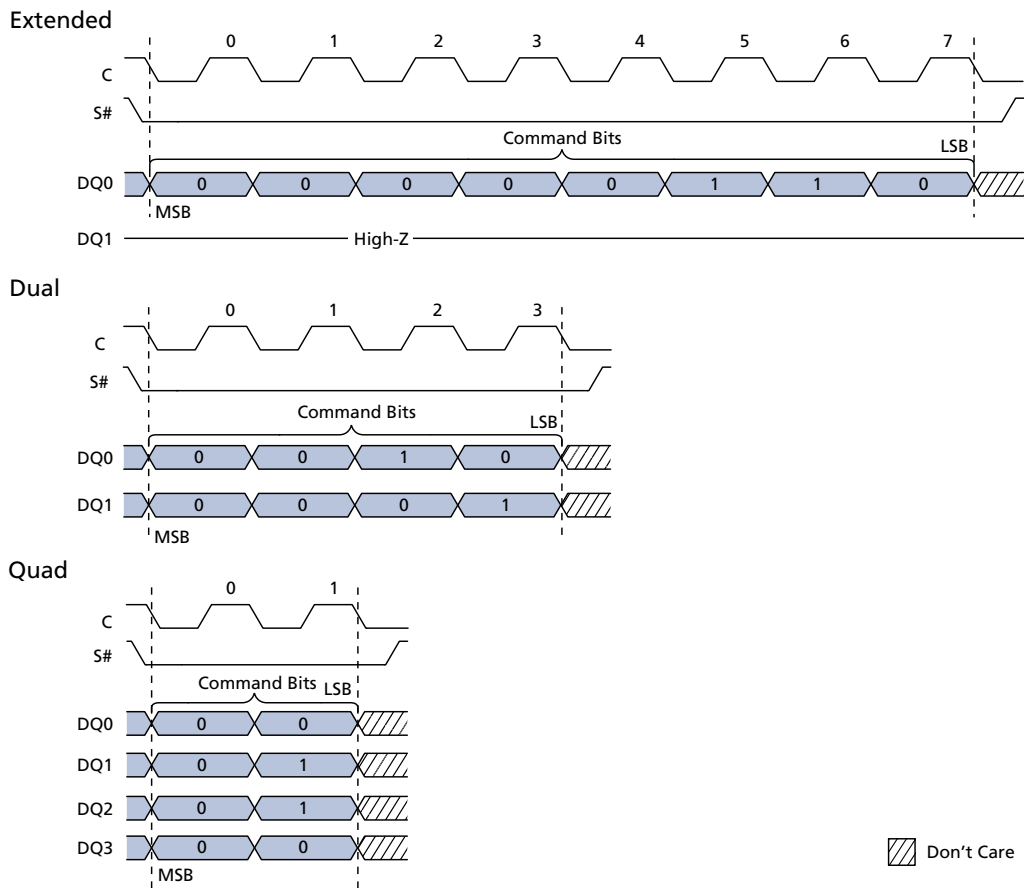 Extended
0 1 2 3 4 5 6 7
C
S#
Command Bits
LSB
DQ0 0 0 0 0 0 1 1 0
MSB
DQ1 High-Z
Dual
0 1 2 3
C
S#
Command Bits
LSB
DQ0 0 0 1 0
DQ1 0 0 0 1
MSB
Quad
0 1
C
S#
Command Bits LSB
DQ0 0 0
DQ1 0 1
DQ2 0 1
DQ3 0 0
MSB
Don't Care